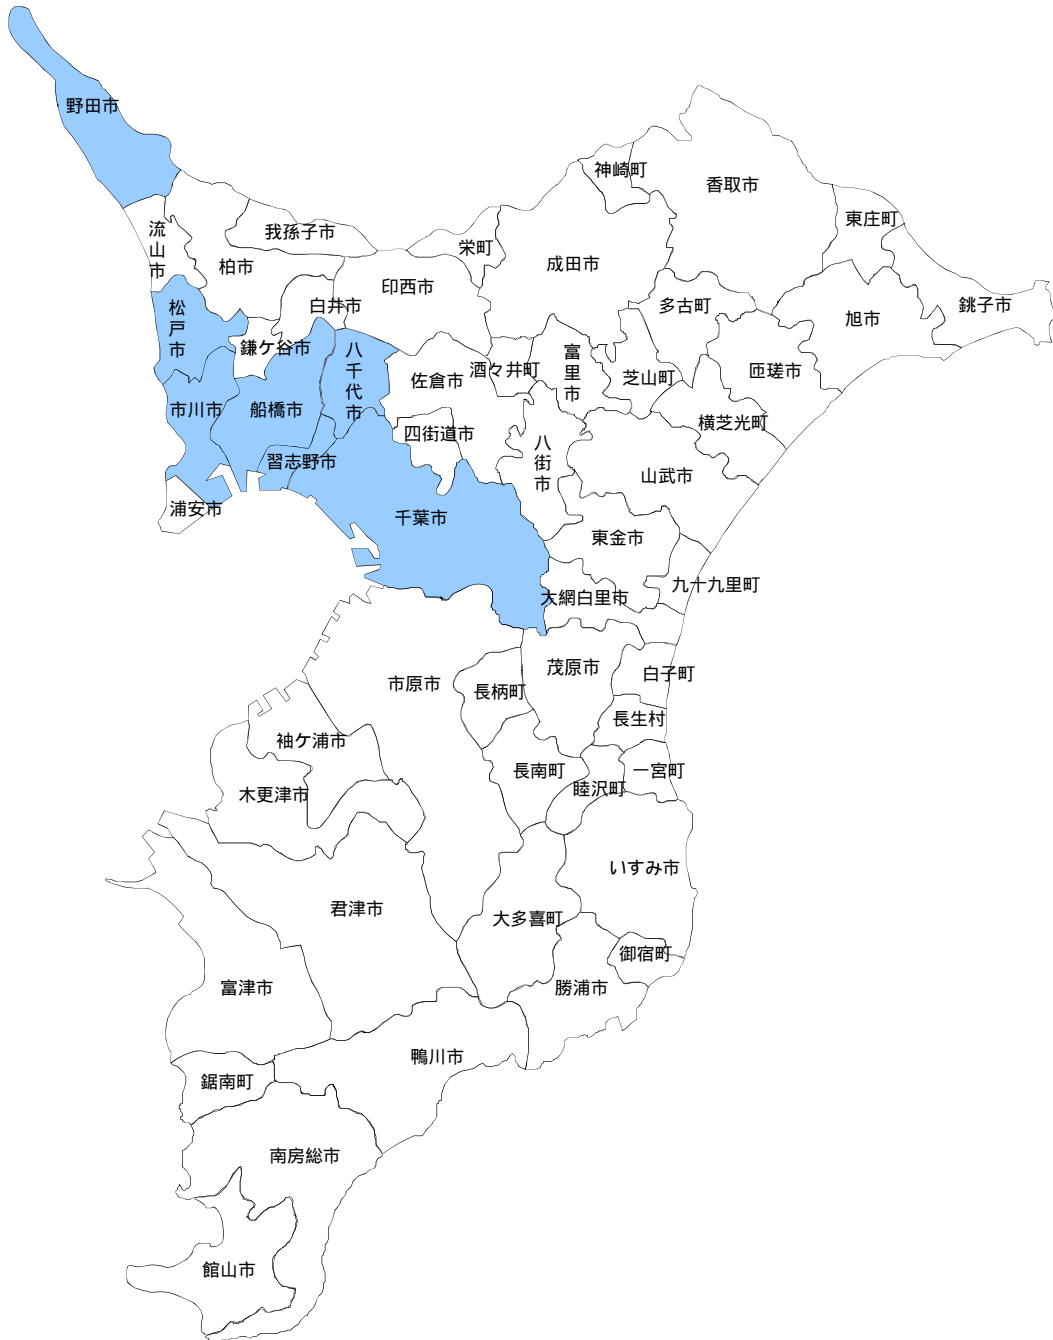 野田市
神崎町
香取市
東庄町
流山市
我孫子市
栄町
柏市
成田市
印西市
白井市
多古町
銚子市
旭市
松戸市
鎌ケ谷市
八千代市
酒々井町
富里市
佐倉市
芝山町
匝瑳市
市川市
船橋市
横芝光町
四街道市
八街市
習志野市
山武市
浦安市
千葉市
東金市
九十九里町
大網白里市
茂原市
白子町
市原市
長柄町
長生村
袖ケ浦市
長南町
一宮町
睦沢町
木更津市
いすみ市
君津市
大多喜町
御宿町
富津市
勝浦市
鴨川市
鋸南町
南房総市
館山市